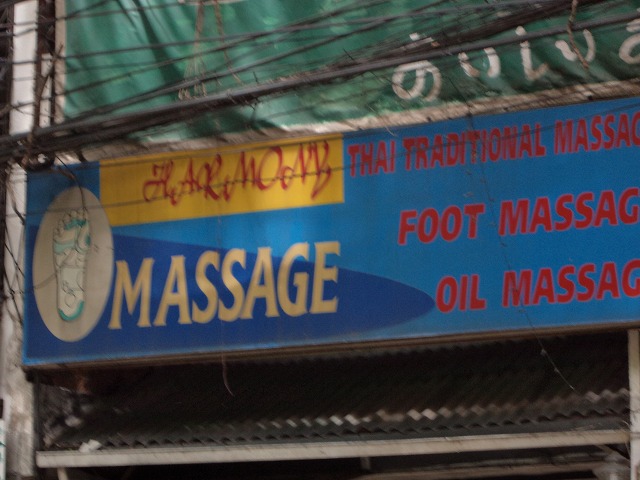 HARMONY
MASSAGE
THAI TRADITIONAL MASSAG
FOOT MASSAG
OIL MASSAG